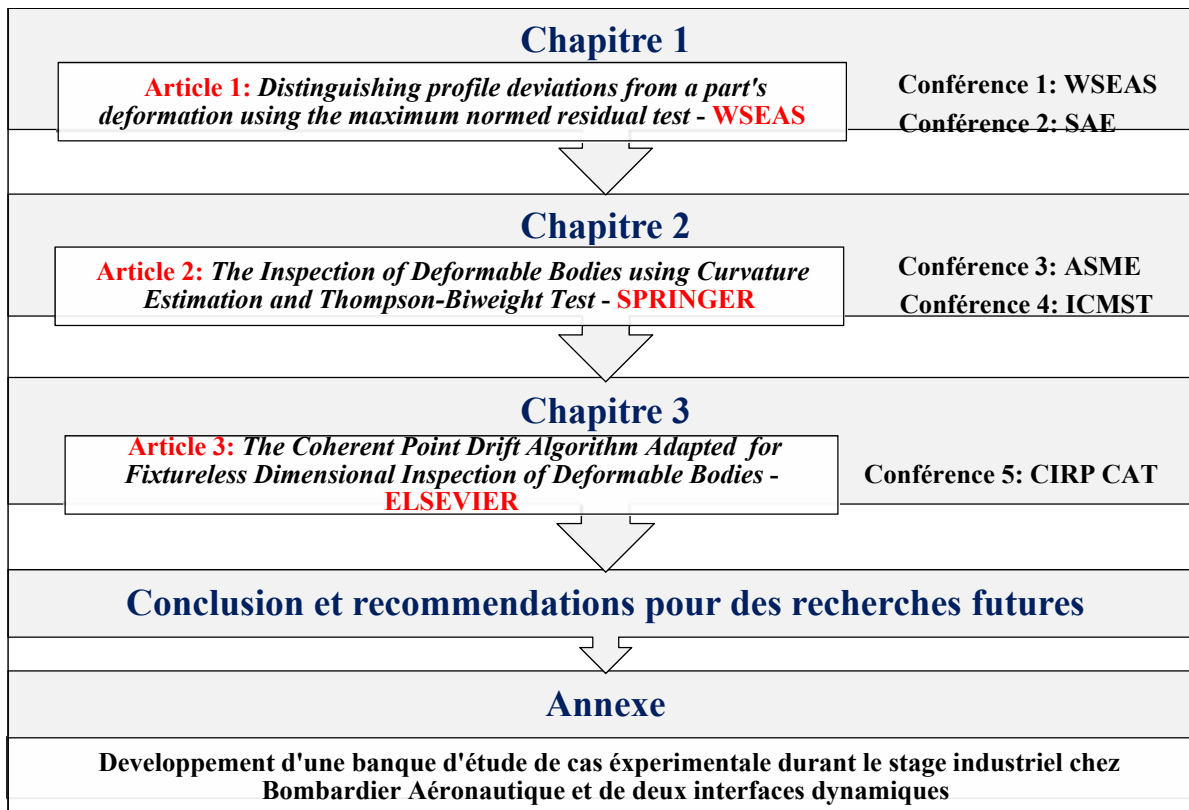 Chapitre 1
Article 1: Distinguishing profile deviations from a part's
deformation using the maximum normed residual test - WSEAS
Conférence 1: WSEAS
Conférence 2: SAE
Chapitre 2
Article 2: The Inspection of Deformable Bodies using Curvature
Estimation and Thompson-Biweight Test - SPRINGER
Conférence 3: ASME
Conférence 4: ICMST
Chapitre 3
Article 3: The Coherent Point Drift Algorithm Adapted for
Fixtureless Dimensional Inspection of Deformable Bodies -
ELSEVIER
Conférence 5: CIRP CAT
Conclusion et recommendations pour des recherches futures
Annexe
Developpement d'une banque d'étude de cas éxperimentale durant le stage industriel chez
Bombardier Aéronautique et de deux interfaces dynamiques